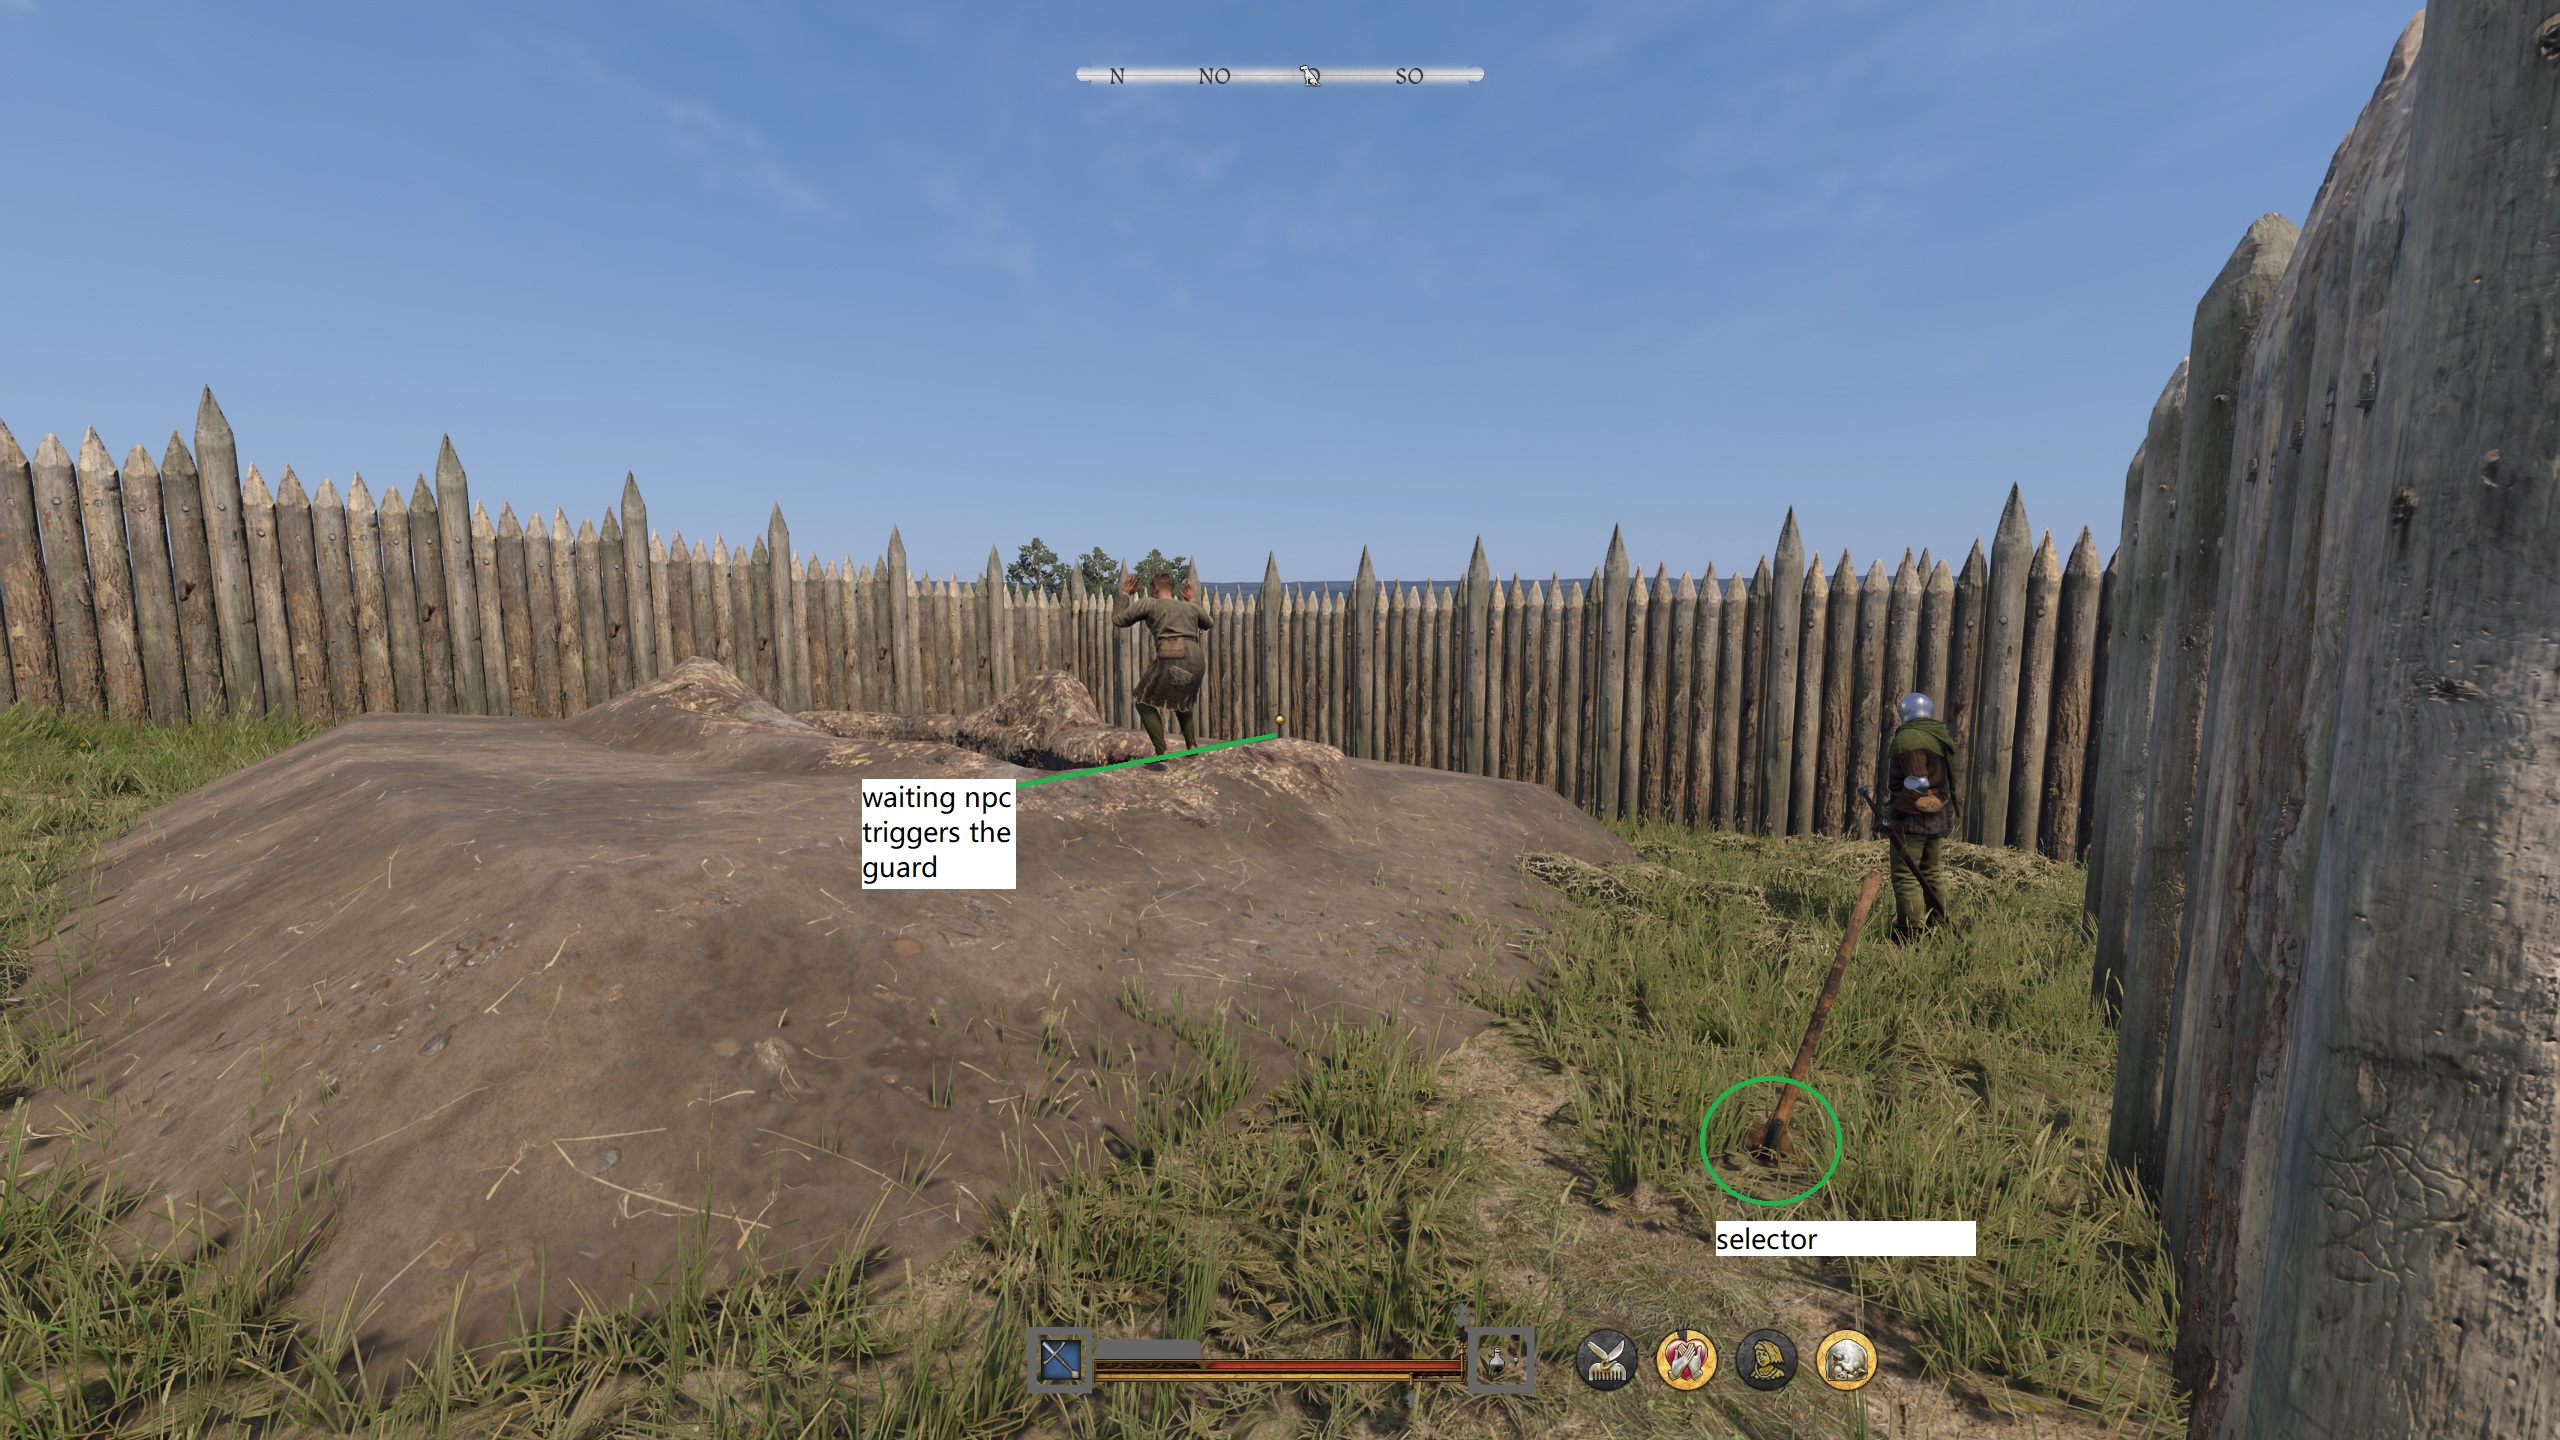 N NO O SO
waiting npc
triggers the
guard
selector